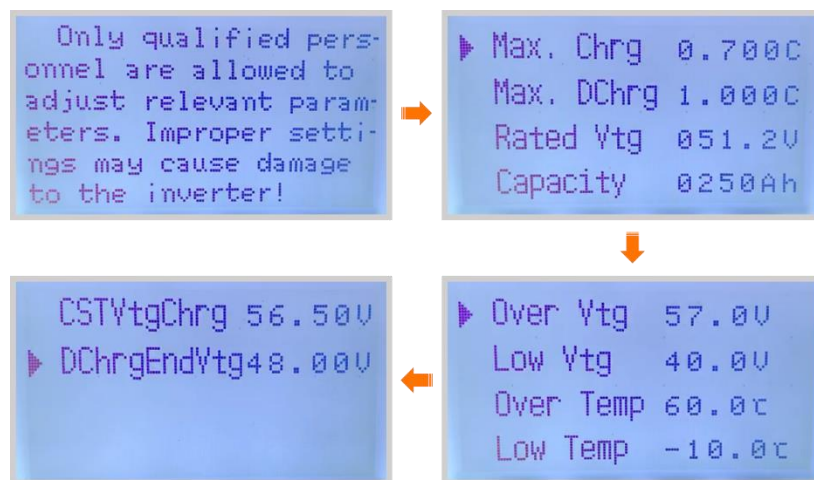 Only qualified pers-
onnel are allowed to
adjust relevant param-
eters. Improper setti-
ngs may cause damage
to the inverter!
Max. Chrg 0.700C
Max. DChrg 1.000C
Rated Vtg 051.2V
Capacity 0250Ah
Over Vtg 57.0V
Low Vtg 40.0V
Over Temp 60.0℃
Low Temp -10.0℃
CSTVtgChrg 56.50V
DChrgEndVtg48.00V